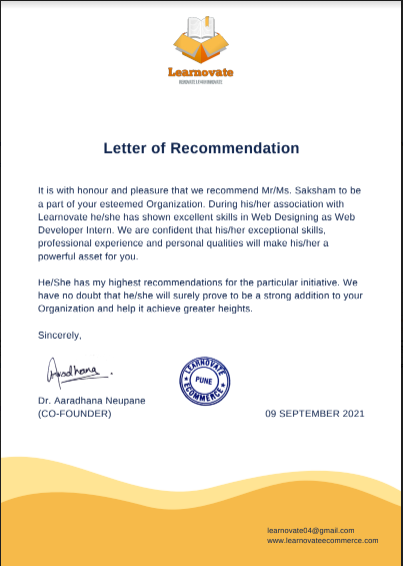 Learnovate
Letter of Recommendation
It is with honour and pleasure that we recommend Mr/Ms. Saksham to be
a part of your esteemed Organization. During his/her association with
Learnovate he/she has shown excellent skills in Web Designing as Web
Developer Intern. We are confident that his/her exceptional skills,
professional experience and personal qualities will make his/her a
powerful asset for you.
He/She has my highest recommendations for the particular initiative. We
have no doubt that he/she will surely prove to be a strong addition to your
Organization and help it achieve greater heights.
Sincerely,
Aaradhana
LEARNOVATE
PUNE
ECOMMERCE
Dr. Aaradhana Neupane
(CO-FOUNDER)
09 SEPTEMBER 2021
learnovate04@gmail.com
www.learnovateecommerce.com